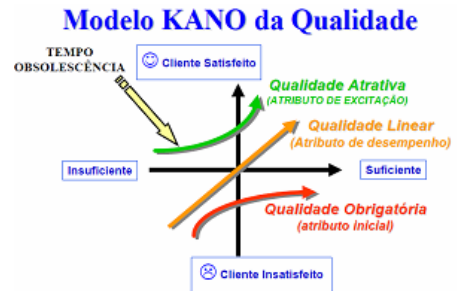 Modelo KANO da Qualidade
TEMPO
OBSOLESCÊNCIA
Cliente Satisfeito
Qualidade Atrativa
(ATRIBUTO DE EXCITAÇÃO)
Qualidade Linear
(Atributo de desempenho)
Insuficiente
Suficiente
Qualidade Obrigatória
(atributo inicial)
Cliente Insatisfeito